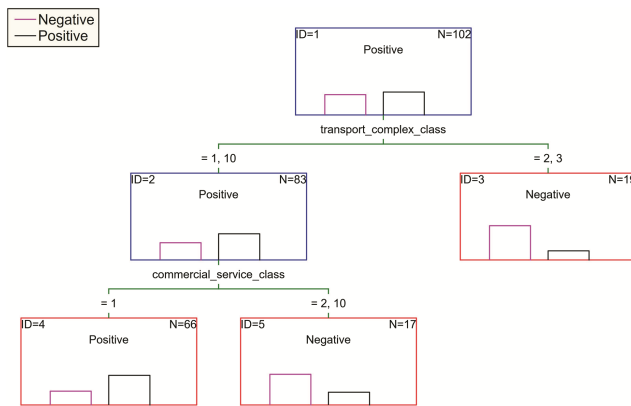 Negative
Positive
ID=1 N=102
Positive
transport_complex_class
= 1, 10 = 2, 3
ID=2 N=83
Positive
ID=3 N=19
Negative
commercial_service_class
= 1 = 2, 10
ID=4 N=66
Positive
ID=5 N=17
Negative